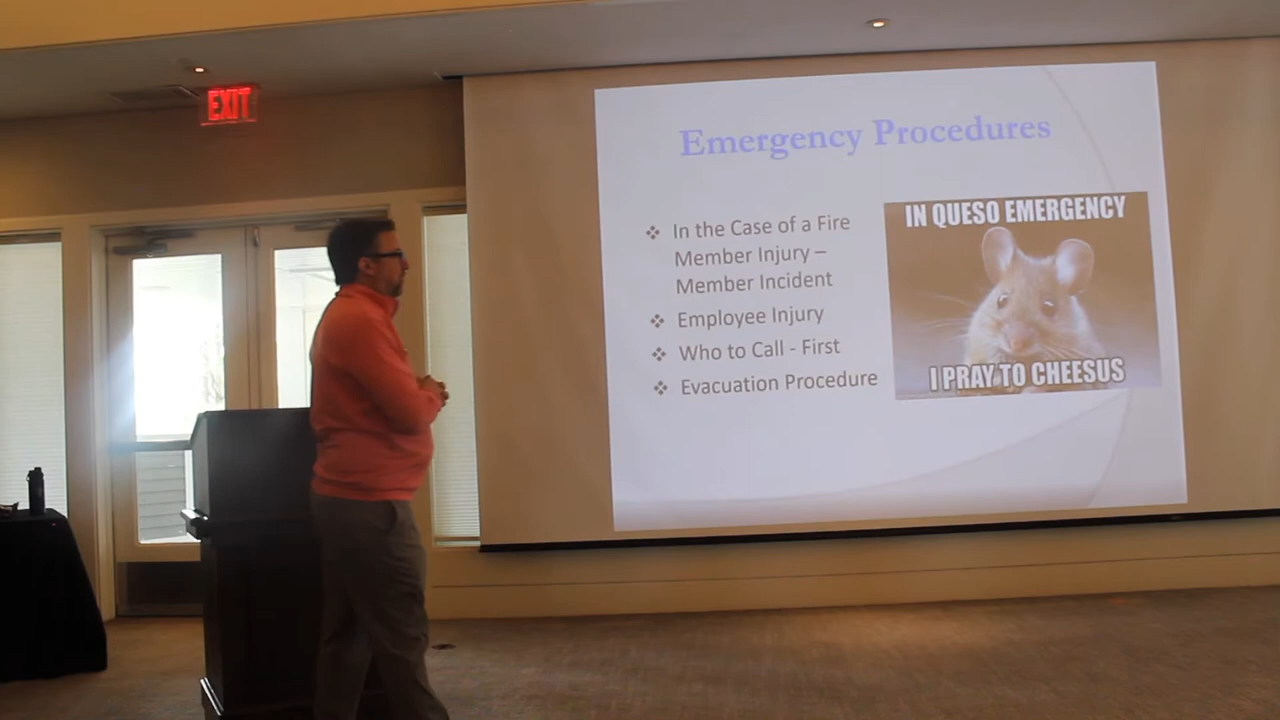 EXIT
Emergency Procedures
❖ In the Case of a Fire
Member Injury –
Member Incident
❖ Employee Injury
❖ Who to Call - First
❖ Evacuation Procedure
IN QUESO EMERGENCY
I PRAY TO CHEESUS